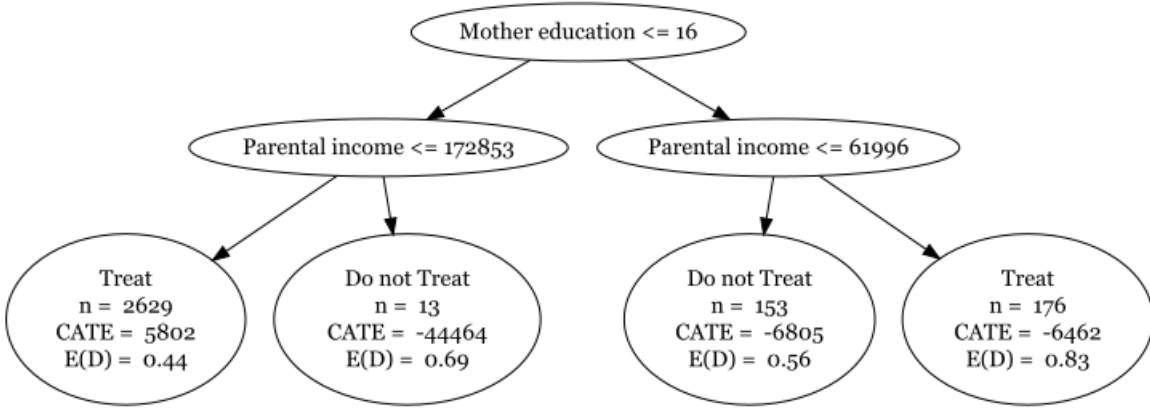 Mother education <= 16
Parental income <= 172853
Parental income <= 61996
Treat
n = 2629
CATE = 5802
E(D) = 0.44
Do not Treat
n = 13
CATE = -44464
E(D) = 0.69
Do not Treat
n = 153
CATE = -6805
E(D) = 0.56
Treat
n = 176
CATE = -6462
E(D) = 0.83